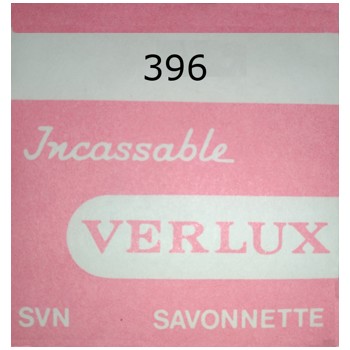 396
Incassable
VERLUX
SVN SAVONNETTE